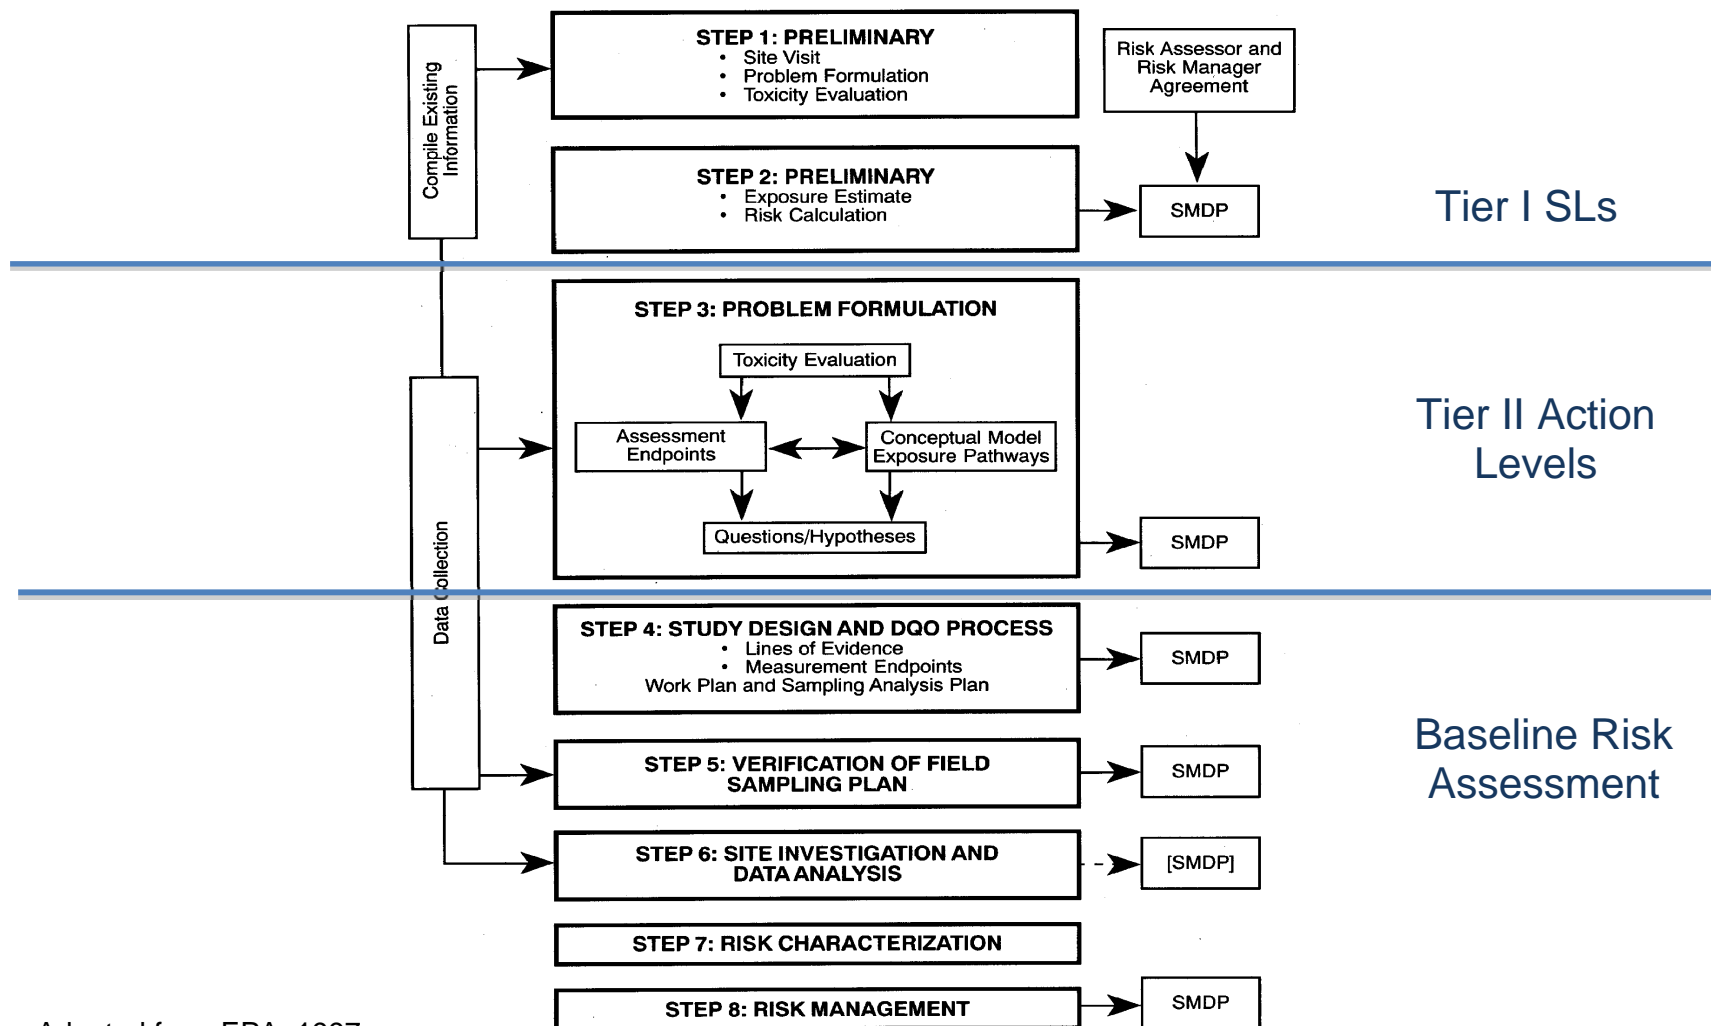 Compile Existing
Information
STEP 1: PRELIMINARY
• Site Visit
• Problem Formulation
• Toxicity Evaluation
Risk Assessor and
Risk Manager
Agreement
STEP 2: PRELIMINARY
• Exposure Estimate
• Risk Calculation
SMDP
Tier I SLs
Data Collection
STEP 3: PROBLEM FORMULATION
Toxicity Evaluation
Assessment
Endpoints
Conceptual Model
Exposure Pathways
Questions/Hypotheses
SMDP
Tier II Action
Levels
STEP 4: STUDY DESIGN AND DQO PROCESS
• Lines of Evidence
• Measurement Endpoints
Work Plan and Sampling Analysis Plan
SMDP
STEP 5: VERIFICATION OF FIELD
SAMPLING PLAN
SMDP
Baseline Risk
Assessment
STEP 6: SITE INVESTIGATION AND
DATA ANALYSIS
[SMDP]
STEP 7: RISK CHARACTERIZATION
STEP 8: RISK MANAGEMENT
SMDP